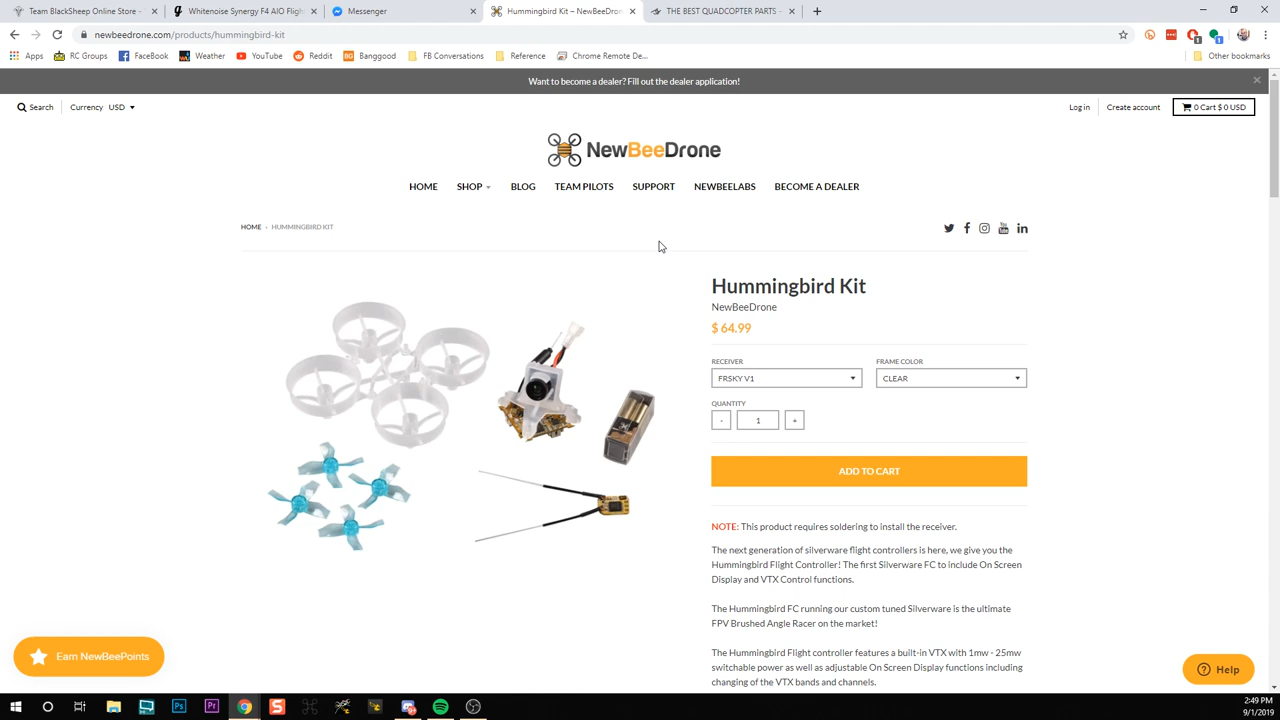 Team BlackSheep Online Store -
Whitenoise Synergy F4 AIO Flight
Messenger
Hummingbird Kit – NewBeeDron
THE BEST QUADCOPTER PARTS –
newbeedrone.com/products/hummingbird-kit
Apps
RC Groups
FaceBook
Weather
YouTube
Reddit
Banggood
FB Conversations
Reference
Chrome Remote De...
Other bookmarks
Want to become a dealer? Fill out the dealer application!
Search
Currency USD
Log in
Create account
0 Cart $ 0 USD
NewBeeDrone
HOME
SHOP
BLOG
TEAM PILOTS
SUPPORT
NEWBEELABS
BECOME A DEALER
HOME › HUMMINGBIRD KIT
Hummingbird Kit
NewBeeDrone
$ 64.99
RECEIVER
FRAME COLOR
FRSKY V1
CLEAR
QUANTITY
- 1 +
ADD TO CART
NOTE: This product requires soldering to install the receiver.
The next generation of silverware flight controllers is here, we give you the
Hummingbird Flight Controller! The first Silverware FC to include On Screen
Display and VTX Control functions.
The Hummingbird FC running our custom tuned Silverware is the ultimate
FPV Brushed Angle Racer on the market!
The Hummingbird Flight controller features a built-in VTX with 1mw - 25mw
switchable power as well as adjustable On Screen Display functions including
changing of the VTX bands and channels.
Earn NewBeePoints
Help
2:49 PM
9/1/2019